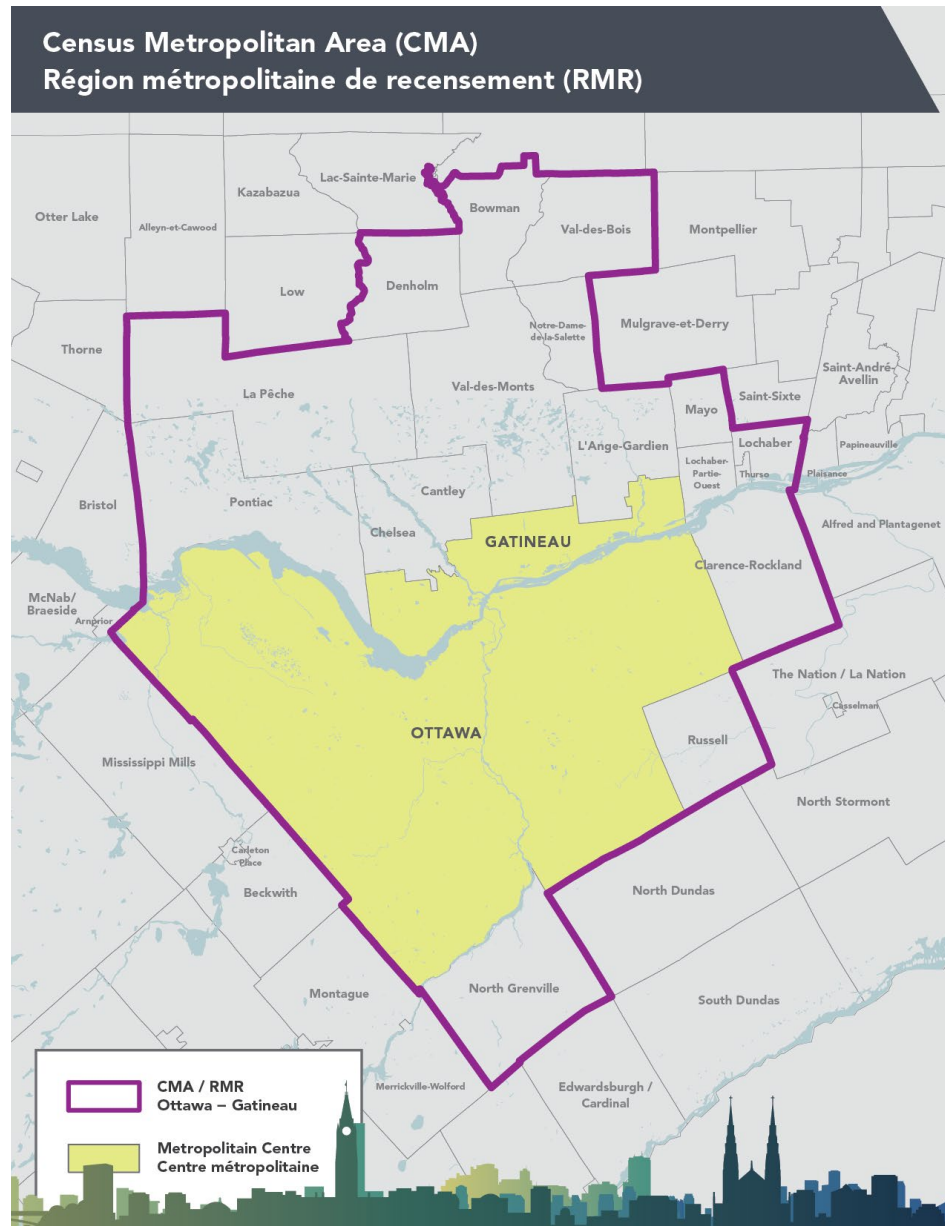 Census Metropolitan Area (CMA)
Région métropolitaine de recensement (RMR)
Lac-Sainte-Marie
Kazabazua
Otter Lake
Alleyn-et-Cawood
Bowman
Val-des-Bois
Montpellier
Low
Denholm
Thorne
Notre-Dame-
de-la-Salette
Mulgrave-et-Derry
La Pêche
Val-des-Monts
Saint-André-
Avellin
Mayo
Saint-Sixte
L'Ange-Gardien
Lochaber
Papineauville
Lochaber-
Partie-
Ouest
Thurso
Plaisance
Bristol
Pontiac
Cantley
Chelsea
GATINEAU
Alfred and Plantagenet
Clarence-Rockland
McNab/
Braeside
Arnprior
The Nation / La Nation
Casselman
OTTAWA
Russell
Mississippi Mills
North Stormont
Carleton
Place
Beckwith
North Dundas
Montague
North Grenville
South Dundas
Merrickville-Wolford
Edwardsburgh /
Cardinal
CMA / RMR
Ottawa – Gatineau
Metropolitain Centre
Centre métropolitaine